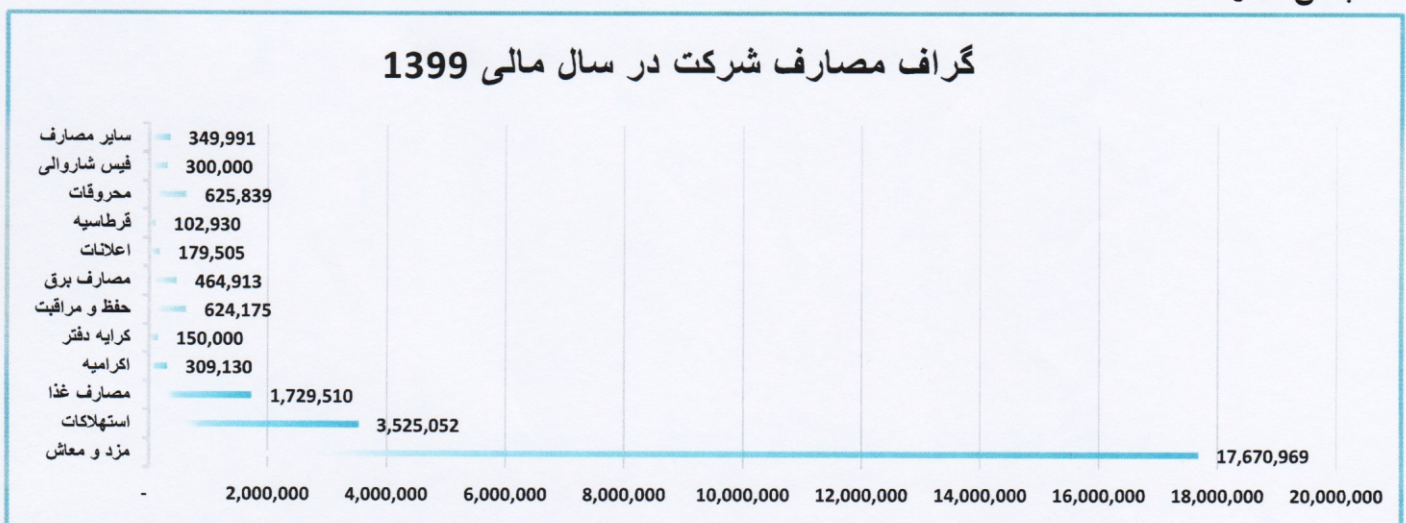 گراف مصارف شرکت در سال مالی 1399
سایر مصارف 349,991
فیس شاروالی 300,000
محروقات 625,839
قرطاسیه 102,930
اعلانات 179,505
مصارف برق 464,913
حفظ و مراقبت 624,175
کرایه دفتر 150,000
اکرامیه 309,130
مصارف غذا 1,729,510
استهلاکات 3,525,052
مزد و معاش 17,670,969
- 2,000,000 4,000,000 6,000,000 8,000,000 10,000,000 12,000,000 14,000,000 16,000,000 18,000,000 20,000,000